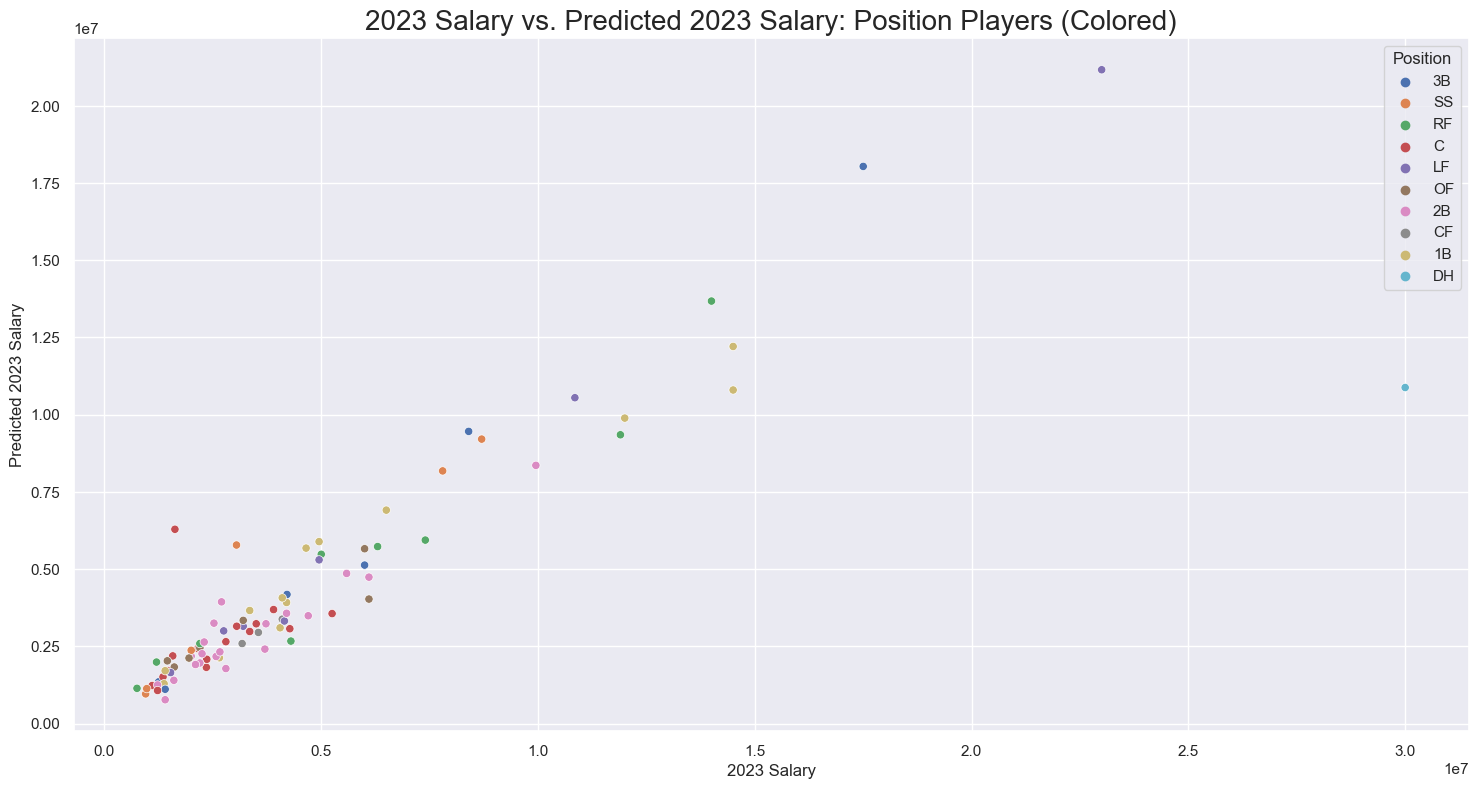 2023 Salary vs. Predicted 2023 Salary: Position Players (Colored)
1e7
Position
3B
SS
RF
C
LF
OF
2B
CF
1B
DH
2.00
1.75
1.50
1.25
1.00
0.75
0.50
0.25
0.00
Predicted 2023 Salary
0.0 0.5 1.0 1.5 2.0 2.5 3.0
2023 Salary
1e7